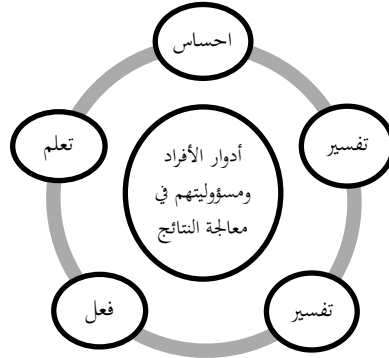 احساس
تفسير
تفسير
فعل
تعلم
أدوار الأفراد
ومسؤوليتهم في
معالجة النتائج